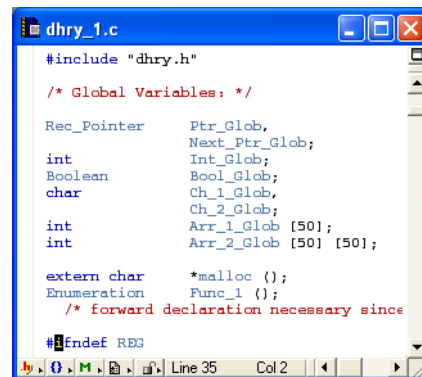 dhry_1.c
#include "dhry.h"
/* Global Variables: */
Rec_Pointer Ptr_Glob,
Next_Ptr_Glob;
int Int_Glob;
Boolean Bool_Glob;
char Ch_1_Glob,
Ch_2_Glob;
int Arr_1_Glob [50];
int Arr_2_Glob [50] [50];
extern char *malloc ();
Enumeration Func_1 ();
/* forward declaration necessary since
#ifndef REG
.h {} M Line 35 Col 2